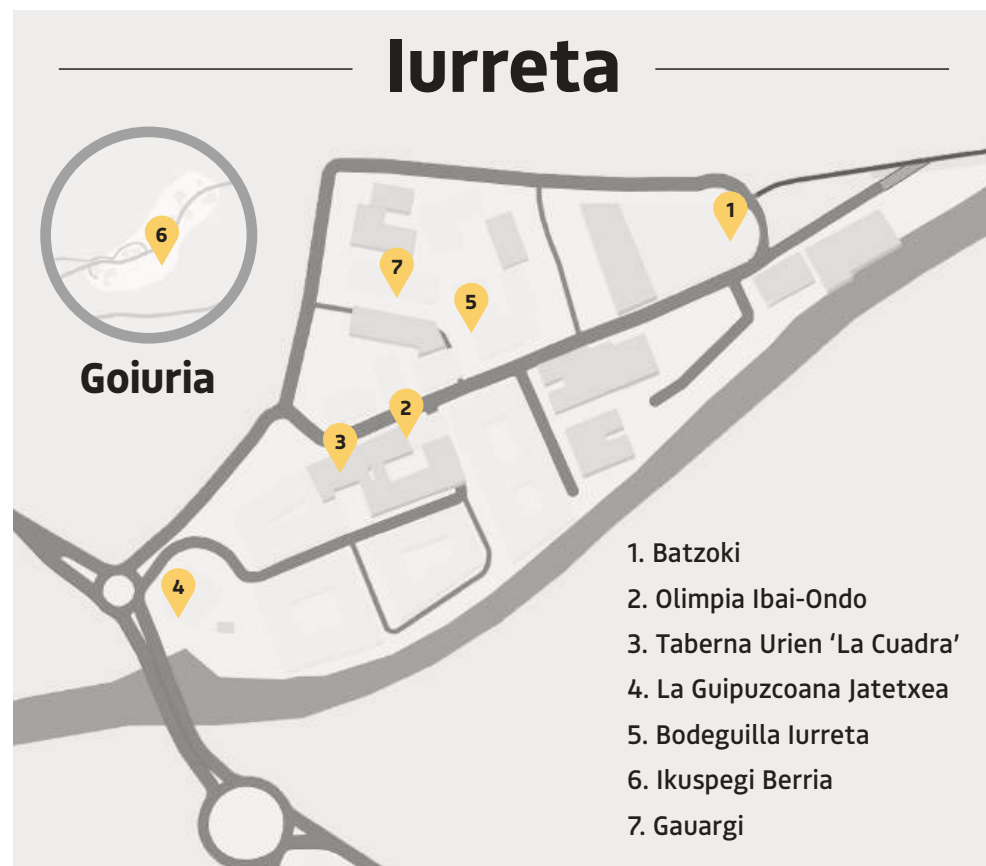 Iurreta
1
6
7
5
Goiuria
2
3
4
1. Batzoki
2. Olimpia Ibai-Ondo
3. Taberna Urien ‘La Cuadra’
4. La Guipuzcoana Jatetxea
5. Bodeguilla Iurreta
6. Ikuspegi Berria
7. Gauargi